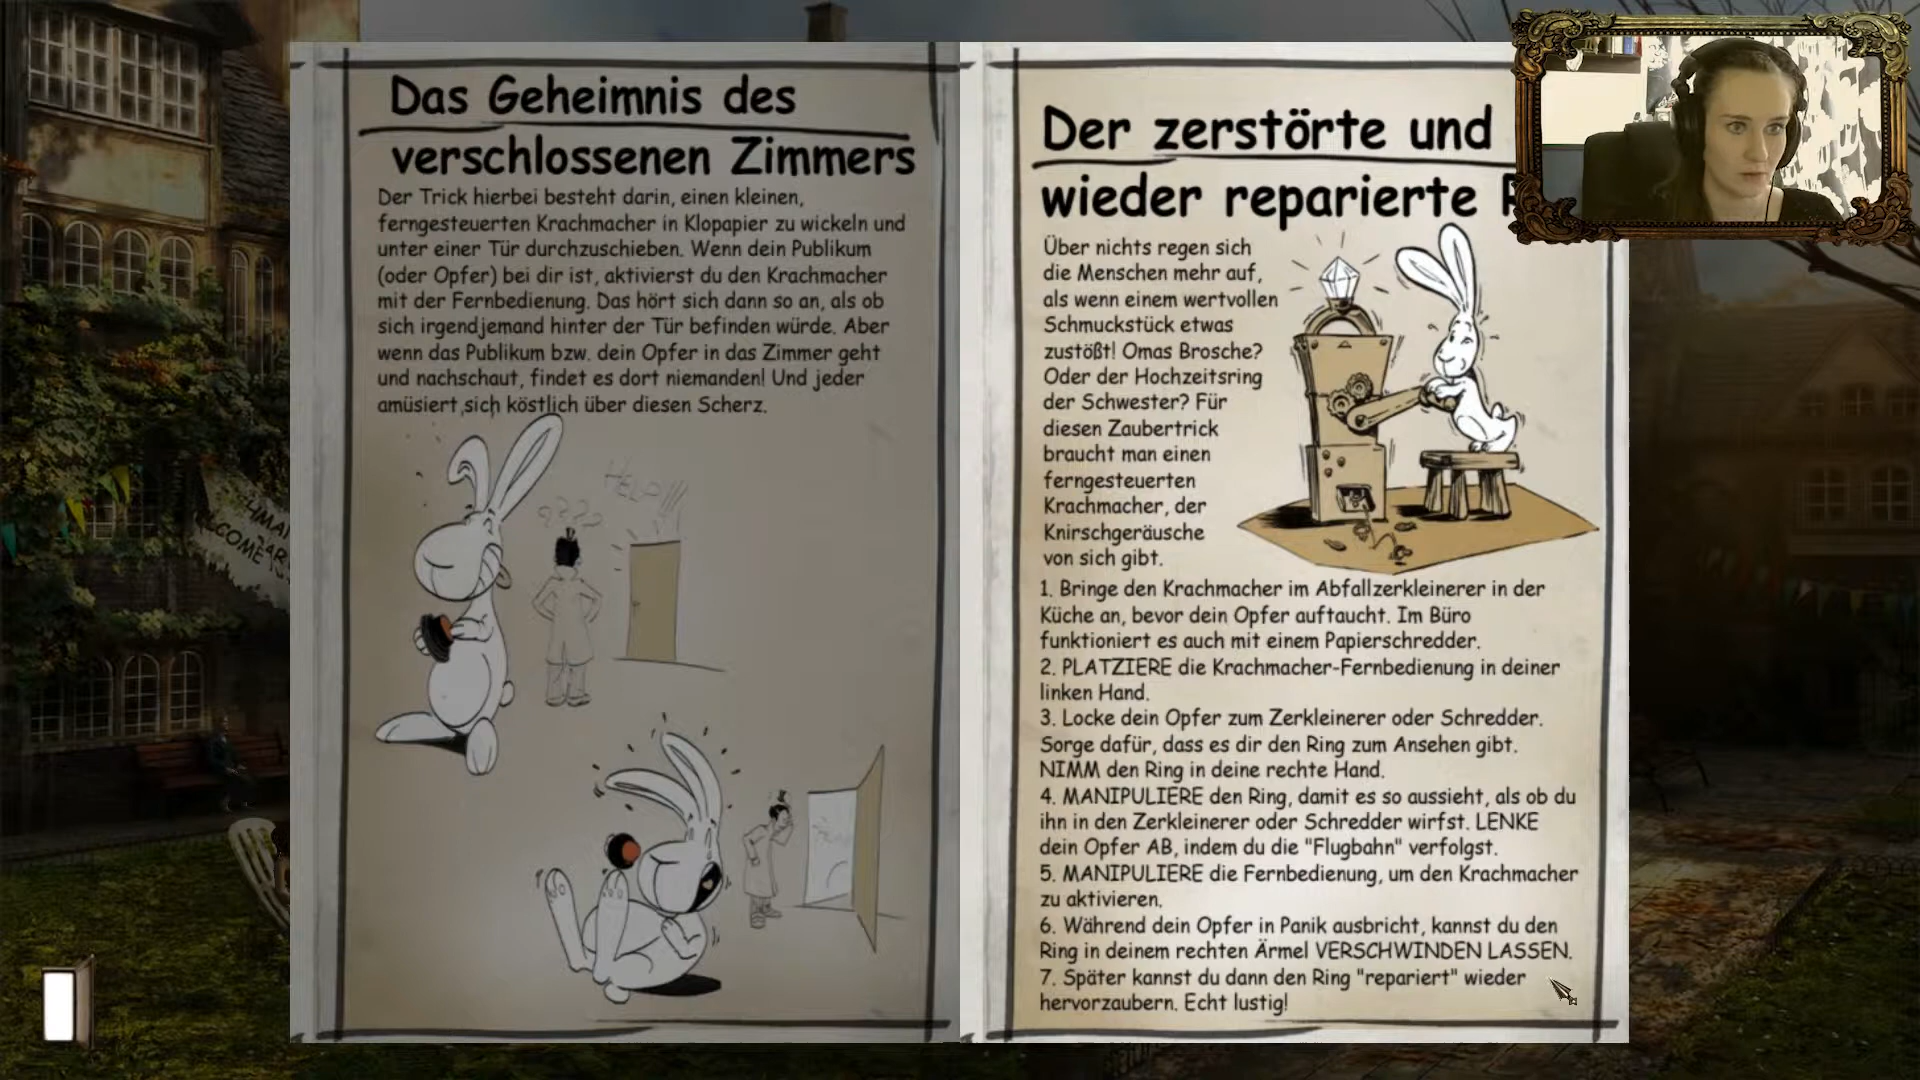 Das Geheimnis des
verschlossenen Zimmers
Der Trick hierbei besteht darin, einen kleinen,
ferngesteuerten Krachmacher in Klopapier zu wickeln und
unter einer Tür durchzuschieben. Wenn dein Publikum
(oder Opfer) bei dir ist, aktivierst du den Krachmacher
mit der Fernbedienung. Das hört sich dann so an, als ob
sich irgendjemand hinter der Tür befinden würde. Aber
wenn das Publikum bzw. dein Opfer in das Zimmer geht
und nachschaut, findet es dort niemanden! Und jeder
amüsiert sich köstlich über diesen Scherz.
????
HELP!!!
WELCOME
Der zerstörte und
wieder reparierte
Über nichts regen sich
die Menschen mehr auf,
als wenn einem wertvollen
Schmuckstück etwas
zustößt! Omas Brosche?
Oder der Hochzeitsring
der Schwester? Für
diesen Zaubertrick
braucht man einen
ferngesteuerten
Krachmacher, der
Knirschgeräusche
von sich gibt.
1. Bringe den Krachmacher im Abfallzerkleinerer in der
Küche an, bevor dein Opfer auftaucht. Im Büro
funktioniert es auch mit einem Papierschredder.
2. PLATZIERE die Krachmacher-Fernbedienung in deiner
linken Hand.
3. Locke dein Opfer zum Zerkleinerer oder Schredder.
Sorge dafür, dass es dir den Ring zum Ansehen gibt.
NIMM den Ring in deine rechte Hand.
4. MANIPULIERE den Ring, damit es so aussieht, als ob du
ihn in den Zerkleinerer oder Schredder wirfst. LENKE
dein Opfer AB, indem du die "Flugbahn" verfolgst.
5. MANIPULIERE die Fernbedienung, um den Krachmacher
zu aktivieren.
6. Während dein Opfer in Panik ausbricht, kannst du den
Ring in deinem rechten Ärmel VERSCHWINDEN LASSEN.
7. Später kannst du dann den Ring "repariert" wieder
hervorzaubern. Echt lustig!